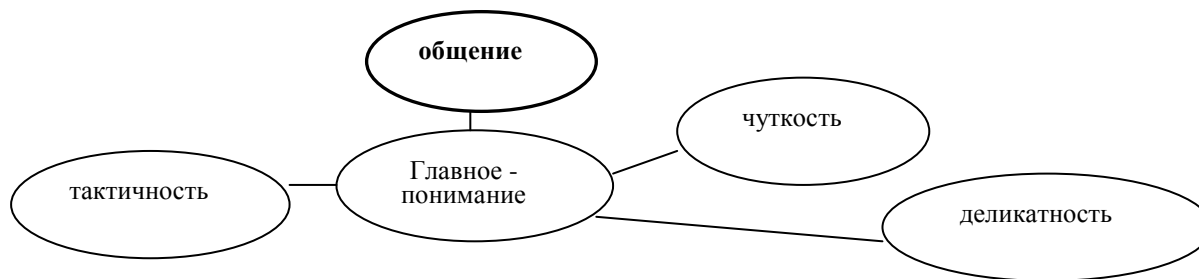 общение
чуткость
Главное -
понимание
тактичность
деликатность